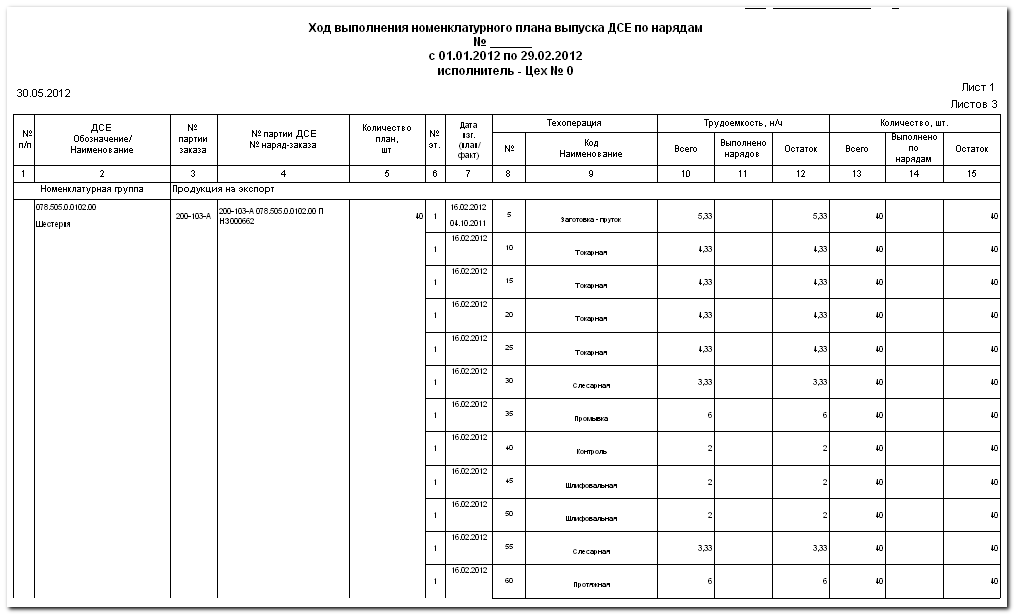 Ход выполнения номенклатурного плана выпуска ДСЕ по нарядам
№ ______
с 01.01.2012 по 29.02.2012
исполнитель - Цех № 0
30.05.2012
Лист 1
Листов 3
№ п/п ДСЕ Обозначение/ Наименование № партии заказа № партии ДСЕ № наряд-заказа Количество план, шт № эт. Дата изг. (план/ факт) Техоперация Трудоемкость, н/ч Количество, шт.
№ Код Наименование Всего Выполнено нарядов Остаток Всего Выполнено по нарядам Остаток
1 2 3 4 5 6 7 8 9 10 11 12 13 14 15
Номенклатурная группа Продукция на экспорт
078.505.0.0102.00 Шестерня 200-103-А 200-103-А 078.505.0.0102.00 П НЗ000662 40 1 16.02.2012 04.10.2011 5 Заготовка - пруток 5,33 5,33 40 40
1 16.02.2012 10 Токарная 4,33 4,33 40 40
1 16.02.2012 15 Токарная 4,33 4,33 40 40
1 16.02.2012 20 Токарная 4,33 4,33 40 40
1 16.02.2012 25 Токарная 4,33 4,33 40 40
1 16.02.2012 30 Слесарная 3,33 3,33 40 40
1 16.02.2012 35 Промывка 6 6 40 40
1 16.02.2012 40 Контроль 2 2 40 40
1 16.02.2012 45 Шлифовальная 2 2 40 40
1 16.02.2012 50 Шлифовальная 2 2 40 40
1 16.02.2012 55 Слесарная 3,33 3,33 40 40
1 16.02.2012 60 Протяжная 6 6 40 40